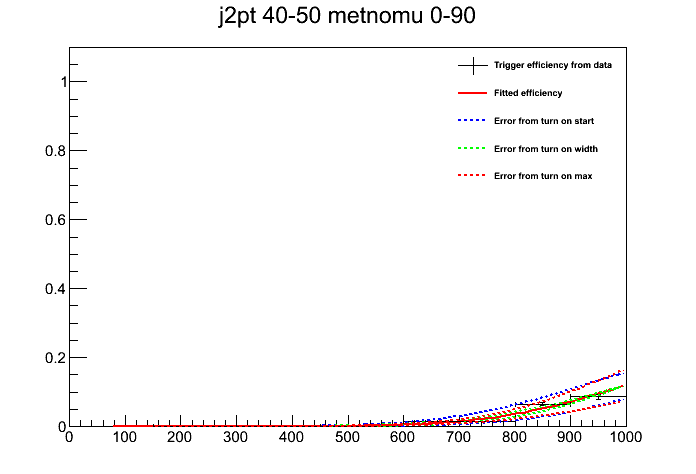 j2pt 40-50 metnomu 0-90
Trigger efficiency from data
Fitted efficiency
Error from turn on start
Error from turn on width
Error from turn on max
1
0.8
0.6
0.4
0.2
0
0 100 200 300 400 500 600 700 800 900 1000